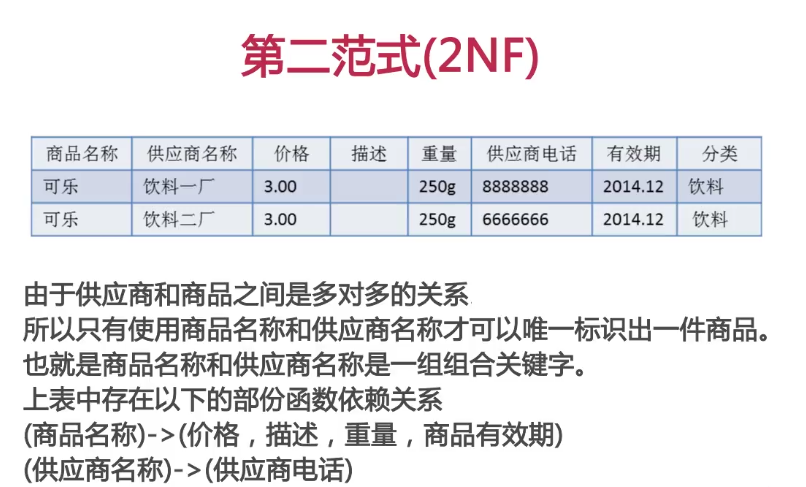 第二范式(2NF)
商品名称 供应商名称 价格 描述 重量 供应商电话 有效期 分类
可乐 饮料一厂 3.00 250g 8888888 2014.12 饮料
可乐 饮料二厂 3.00 250g 6666666 2014.12 饮料
由于供应商和商品之间是多对多的关系
所以只有使用商品名称和供应商名称才可以唯一标识出一件商品。
也就是商品名称和供应商名称是一组组合关键字。
上表中存在以下的部份函数依赖关系
(商品名称)->(价格，描述，重量，商品有效期)
(供应商名称)->(供应商电话)